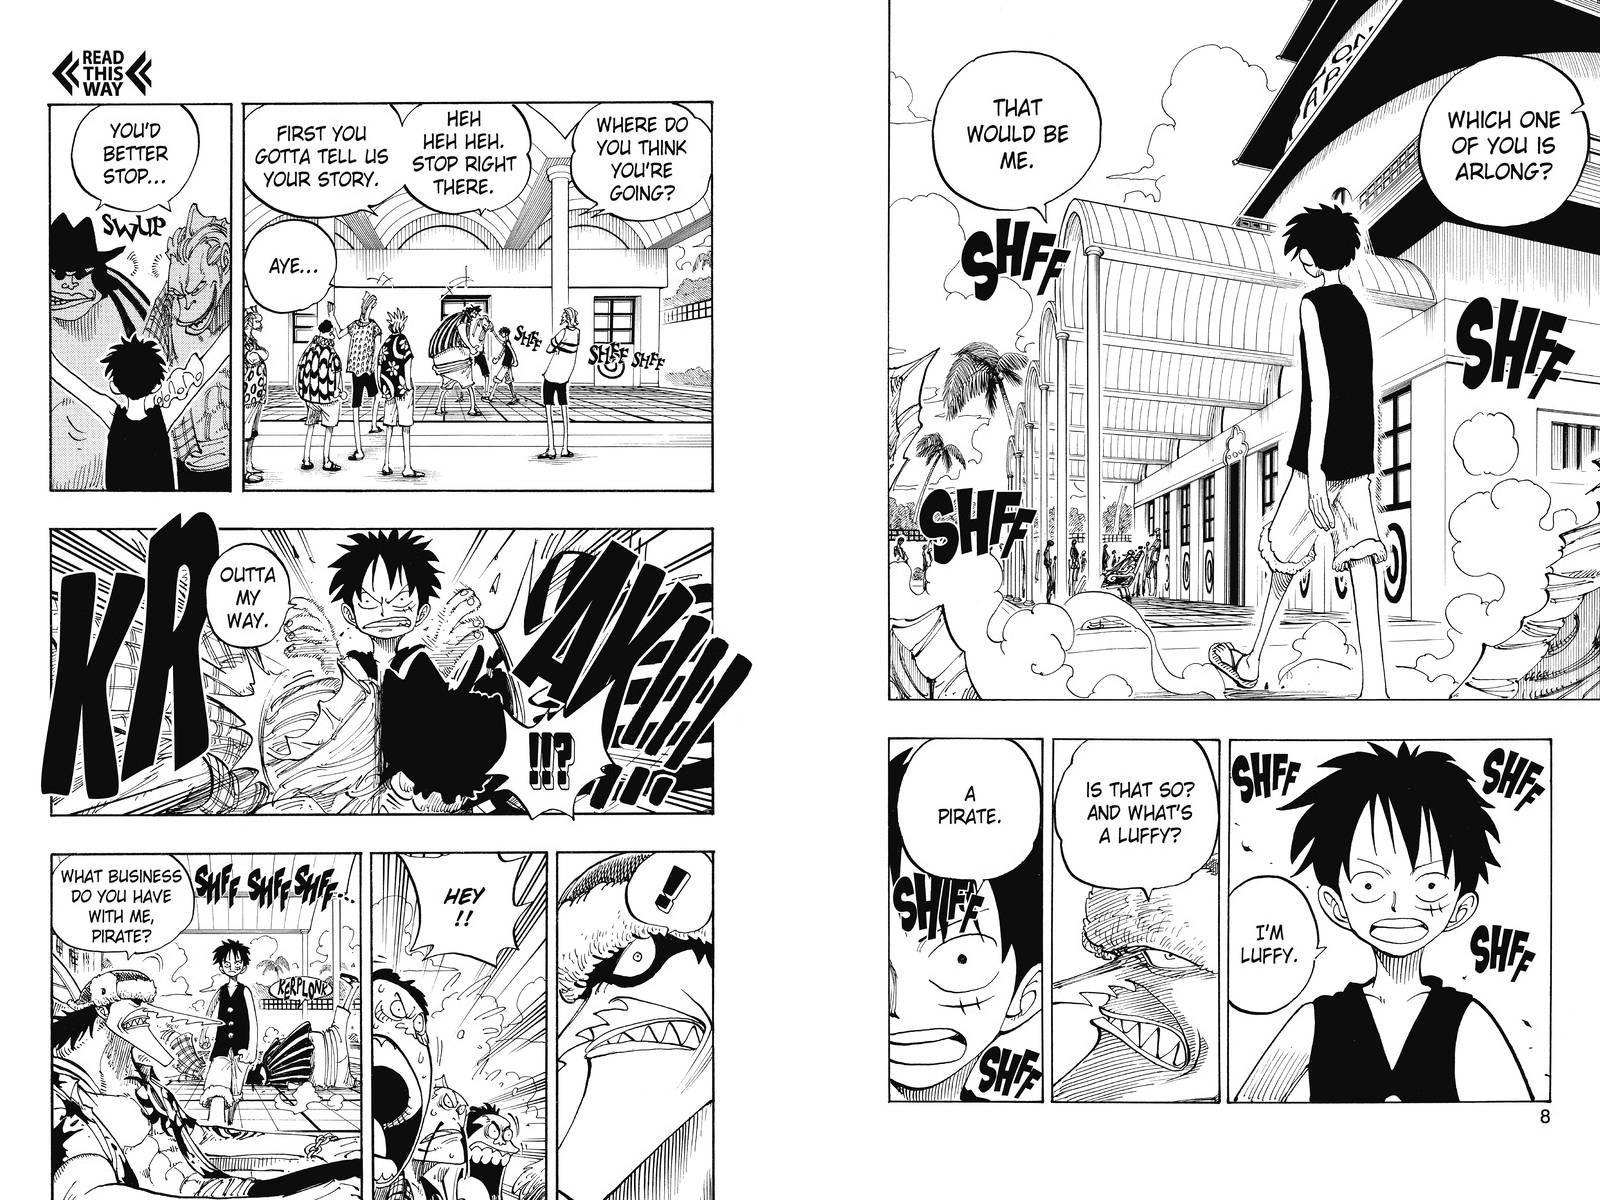 WHICH ONE
OF YOU IS
ARLONG?
THAT
WOULD BE
ME.
SHFF
SHFF
SHFF
SHFF
SHFF
I'M
LUFFY.
SHFF
IS THAT SO?
AND WHAT'S
A LUFFY?
A
PIRATE.
SHFF
SHFF
8
READ
THIS
WAY
WHERE DO
YOU THINK
YOU'RE
GOING?
HEH
HEH HEH.
STOP RIGHT
THERE.
FIRST YOU
GOTTA TELL US
YOUR STORY.
AYE...
SHFF
SHFF
SHFF
YOU'D
BETTER
STOP...
SWUP
KRAK!!!!
OUTTA
MY
WAY.
!!?
!
HEY
!!
WHAT BUSINESS
DO YOU HAVE
WITH ME,
PIRATE?
SHFF SHFF SHFF...
KERPLONK